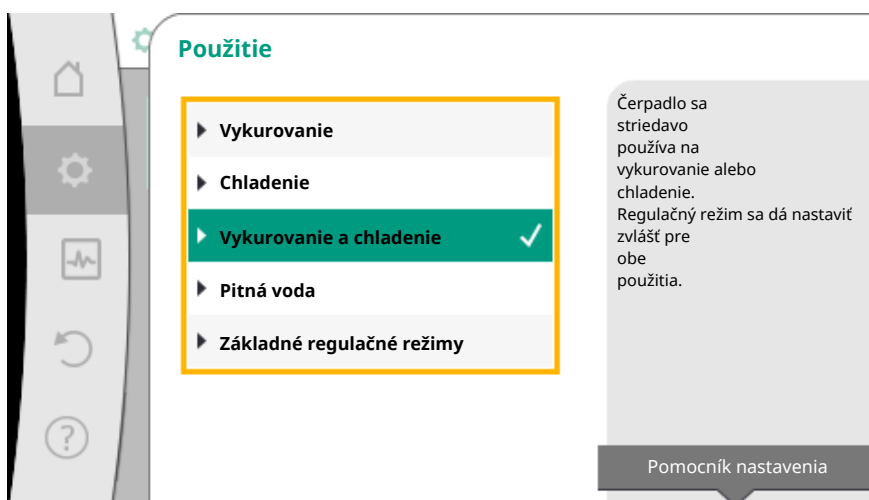 Použitie
Vykurovanie
Chladenie
Vykurovanie a chladenie
Pitná voda
Základné regulačné režimy
Čerpadlo sa
striedavo
používa na
vykurovanie alebo
chladenie.
Regulačný režim sa dá nastaviť
zvlášť pre
obe
použitia.
Pomocník nastavenia